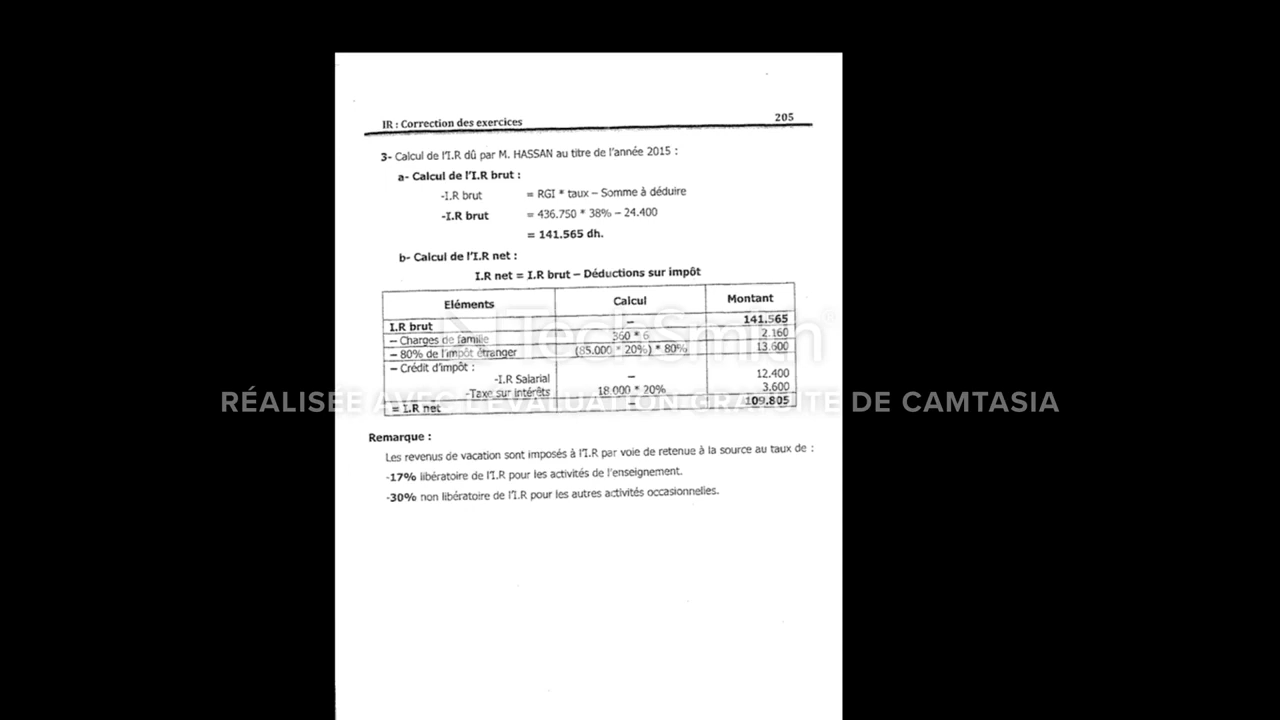 IR : Correction des exercices 205
3- Calcul de l'I.R dû par M. HASSAN au titre de l'année 2015 :
a- Calcul de l'I.R brut :
-I.R brut = RGI * taux – Somme à déduire
-I.R brut = 436.750 * 38% – 24.400
= 141.565 dh.
b- Calcul de l'I.R net :
I.R net = I.R brut – Déductions sur impôt
Eléments Calcul Montant
I.R brut – 141.565
– Charges de famille 360 * 6 2.160
– 80% de l'impôt étranger (85.000 * 20%) * 80% 13.600
– Crédit d'impôt :
-I.R Salarial – 12.400
-Taxe sur intérêts 18.000 * 20% 3.600
= I.R net – 109.805
TechSmith®
RÉALISÉE AVEC L'ÉVALUATION GRATUITE DE CAMTASIA
Remarque :
Les revenus de vacation sont imposés à l'I.R par voie de retenue à la source au taux de :
-17% libératoire de l'I.R pour les activités de l'enseignement.
-30% non libératoire de l'I.R pour les autres activités occasionnelles.